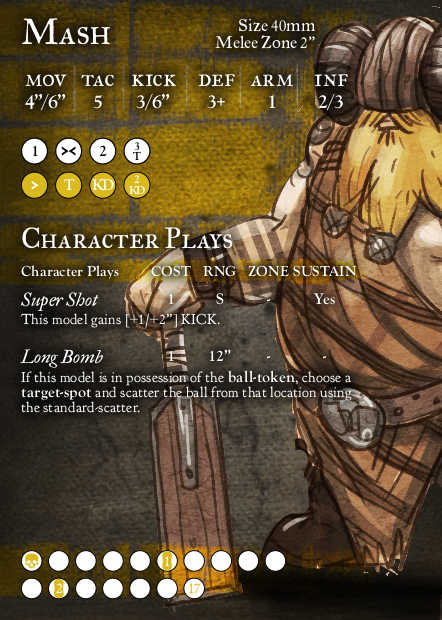 Mash
Size 40mm
Melee Zone 2”
MOV TAC KICK DEF ARM INF
4”/6” 5 3/6” 3+ 1 2/3
1 >< 2 3 T
> T KD 2 KD
Character Plays
Character Plays COST RNG ZONE SUSTAIN
Super Shot 1 S - Yes
This model gains [+1/+2”] KICK.
Long Bomb 1 12” - -
If this model is in possession of the ball-token, choose a
target-spot and scatter the ball from that location using
the standard-scatter.
1
2 17